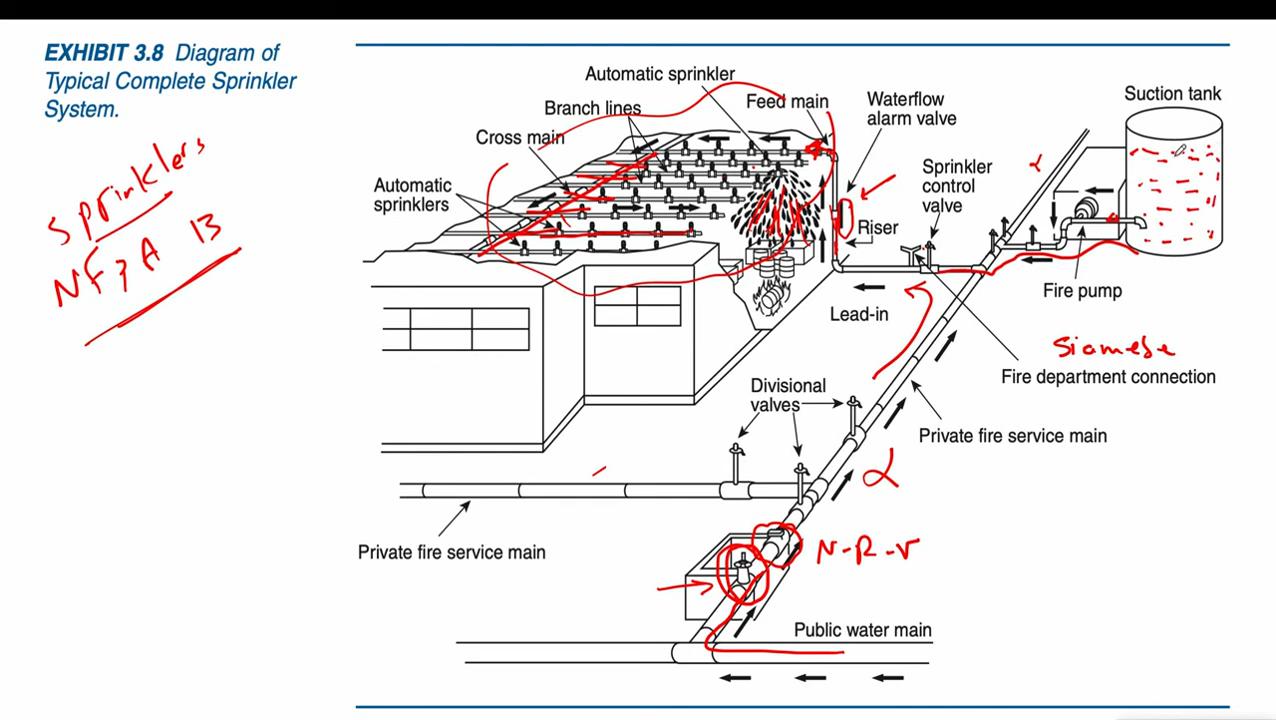 EXHIBIT 3.8 Diagram of
Typical Complete Sprinkler
System.
Sprinklers
NFPA 13
Automatic sprinkler
Branch lines
Feed main
Cross main
Automatic
sprinklers
Waterflow
alarm valve
Sprinkler
control
valve
Suction tank
Riser
Fire pump
Lead-in
Siamese
Fire department connection
Divisional
valves
Private fire service main
Private fire service main
N-R-V
Public water main